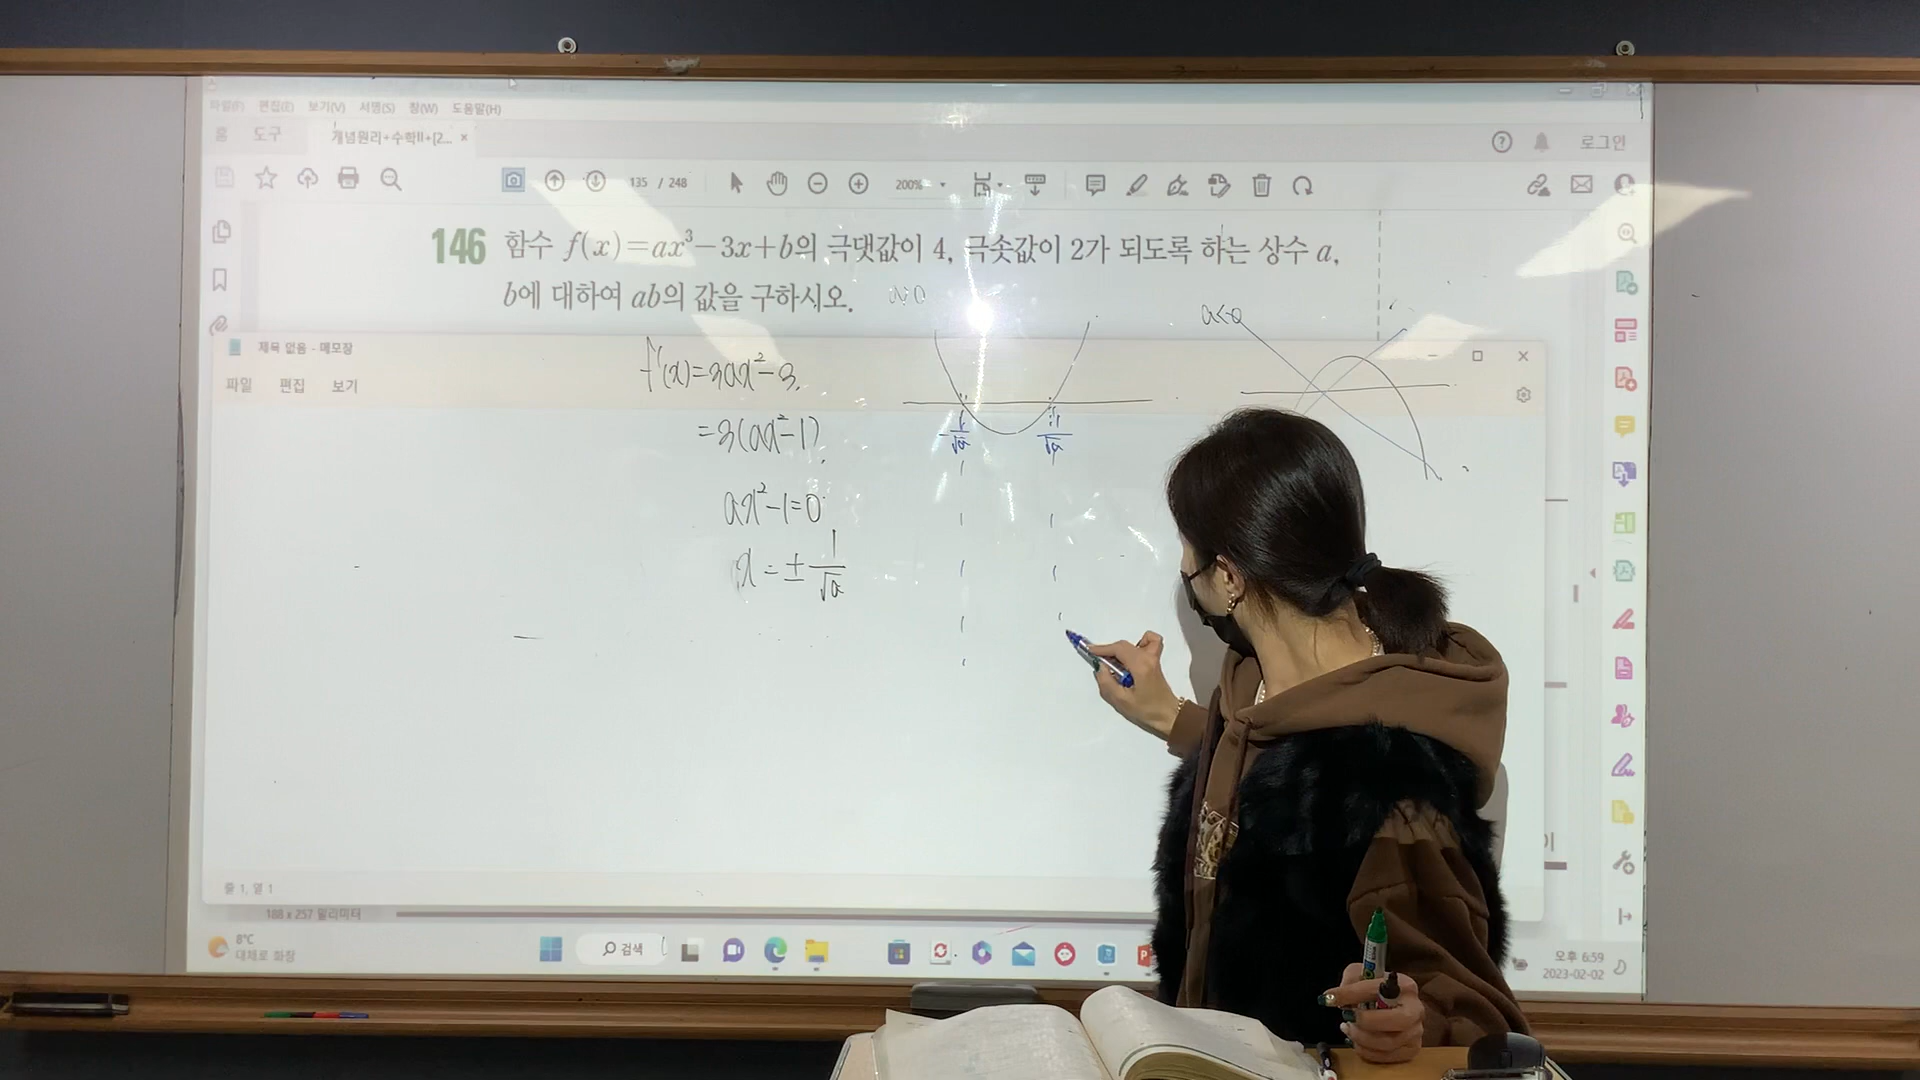 파일(F) 편집(E) 보기(V) 서명(S) 창(W) 도움말(H)
홈 도구 개념원리+수학II+[2... ×
로그인
135 / 248
200%
146 함수 f(x)=ax³-3x+b의 극댓값이 4, 극솟값이 2가 되도록 하는 상수 a,
b에 대하여 ab의 값을 구하시오.
a>0
a<0
제목 없음 - 메모장
파일 편집 보기
f'(x)=3ax²-3
=3(ax²-1)
-1/√a
1/√a
ax²-1=0
x=±1/√a
줄 1, 열 1
188 x 257 밀리미터
8°C
대체로 화창
검색
오후 6:59
2023-02-02